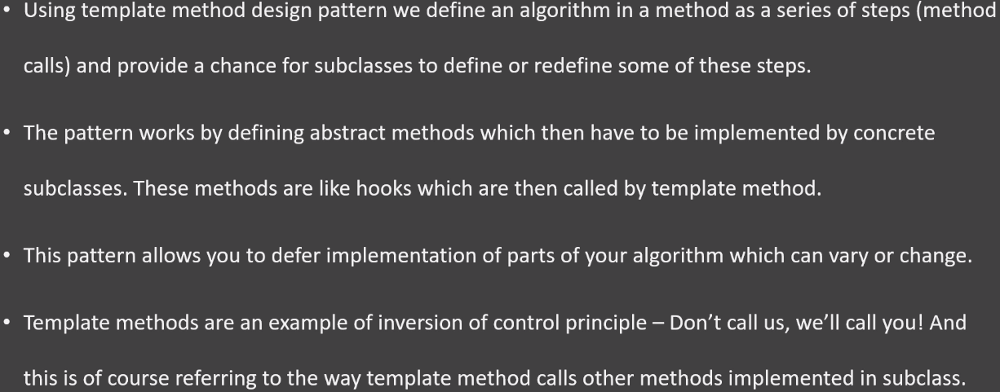 • Using template method design pattern we define an algorithm in a method as a series of steps (method
calls) and provide a chance for subclasses to define or redefine some of these steps.
• The pattern works by defining abstract methods which then have to be implemented by concrete
subclasses. These methods are like hooks which are then called by template method.
• This pattern allows you to defer implementation of parts of your algorithm which can vary or change.
• Template methods are an example of inversion of control principle – Don’t call us, we’ll call you! And
this is of course referring to the way template method calls other methods implemented in subclass.